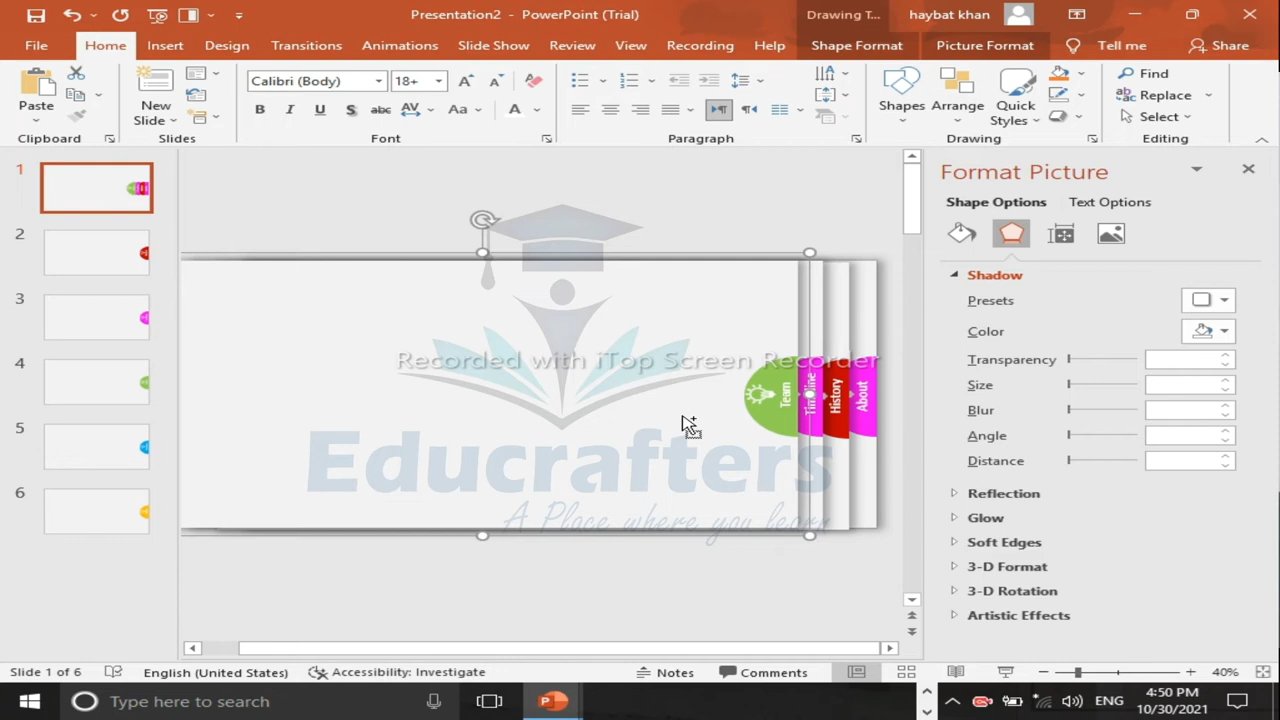 Presentation2 - PowerPoint (Trial)
Drawing T...
haybat khan
File
Home
Insert
Design
Transitions
Animations
Slide Show
Review
View
Recording
Help
Shape Format
Picture Format
Tell me
Share
Paste
New
Slide
Calibri (Body)
18+
Shapes
Arrange
Quick
Styles
Find
Replace
Select
Clipboard
Slides
Font
Paragraph
Drawing
Editing
1
2
3
4
5
6
Recorded with iTop Screen Recorder
Team
Timeline
History
About
Educrafters
A Place where you learn
Format Picture
Shape Options
Text Options
Shadow
Presets
Color
Transparency
Size
Blur
Angle
Distance
Reflection
Glow
Soft Edges
3-D Format
3-D Rotation
Artistic Effects
Slide 1 of 6
English (United States)
Accessibility: Investigate
Notes
Comments
40%
Type here to search
ENG
4:50 PM
10/30/2021